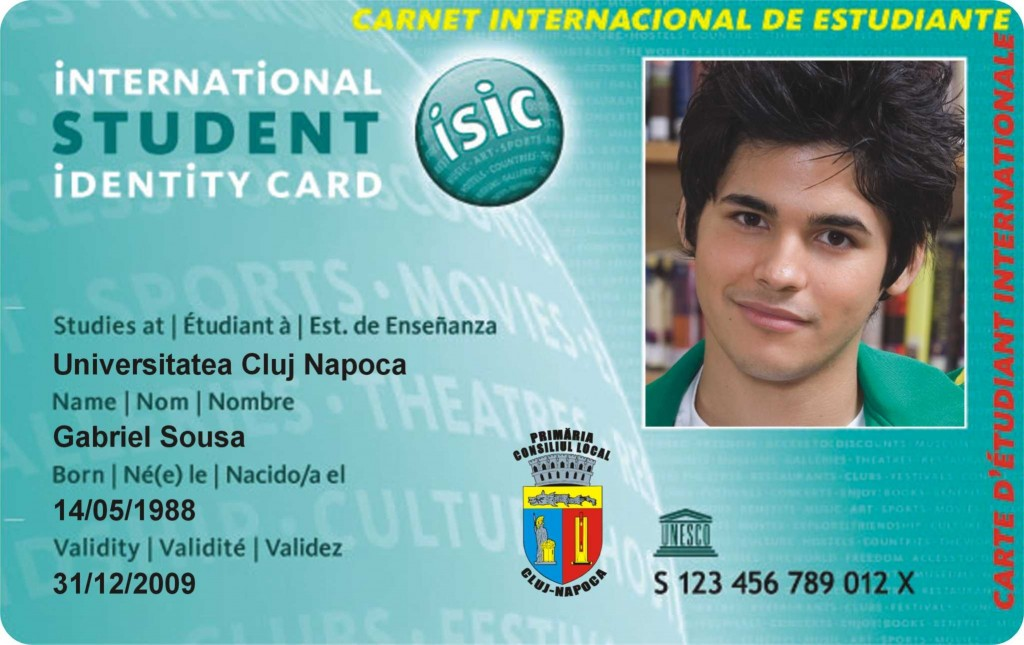 CARNET INTERNACIONAL DE ESTUDIANTE
iNTERNATiONAL
STUDENT
iDENTiTY CARD
isic
CARTE D'ÉTUDIANT INTERNATIONALE
Studies at | Étudiant à | Est. de Enseñanza
Universitatea Cluj Napoca
Name | Nom | Nombre
Gabriel Sousa
Born | Né(e) le | Nacido/a el
14/05/1988
Validity | Validité | Validez
31/12/2009
PRIMĂRIA
CONSILIUL LOCAL
CLUJ-NAPOCA
UNESCO
S 123 456 789 012 X
SPORTS · MOVIES
THEATRES
CULTURE